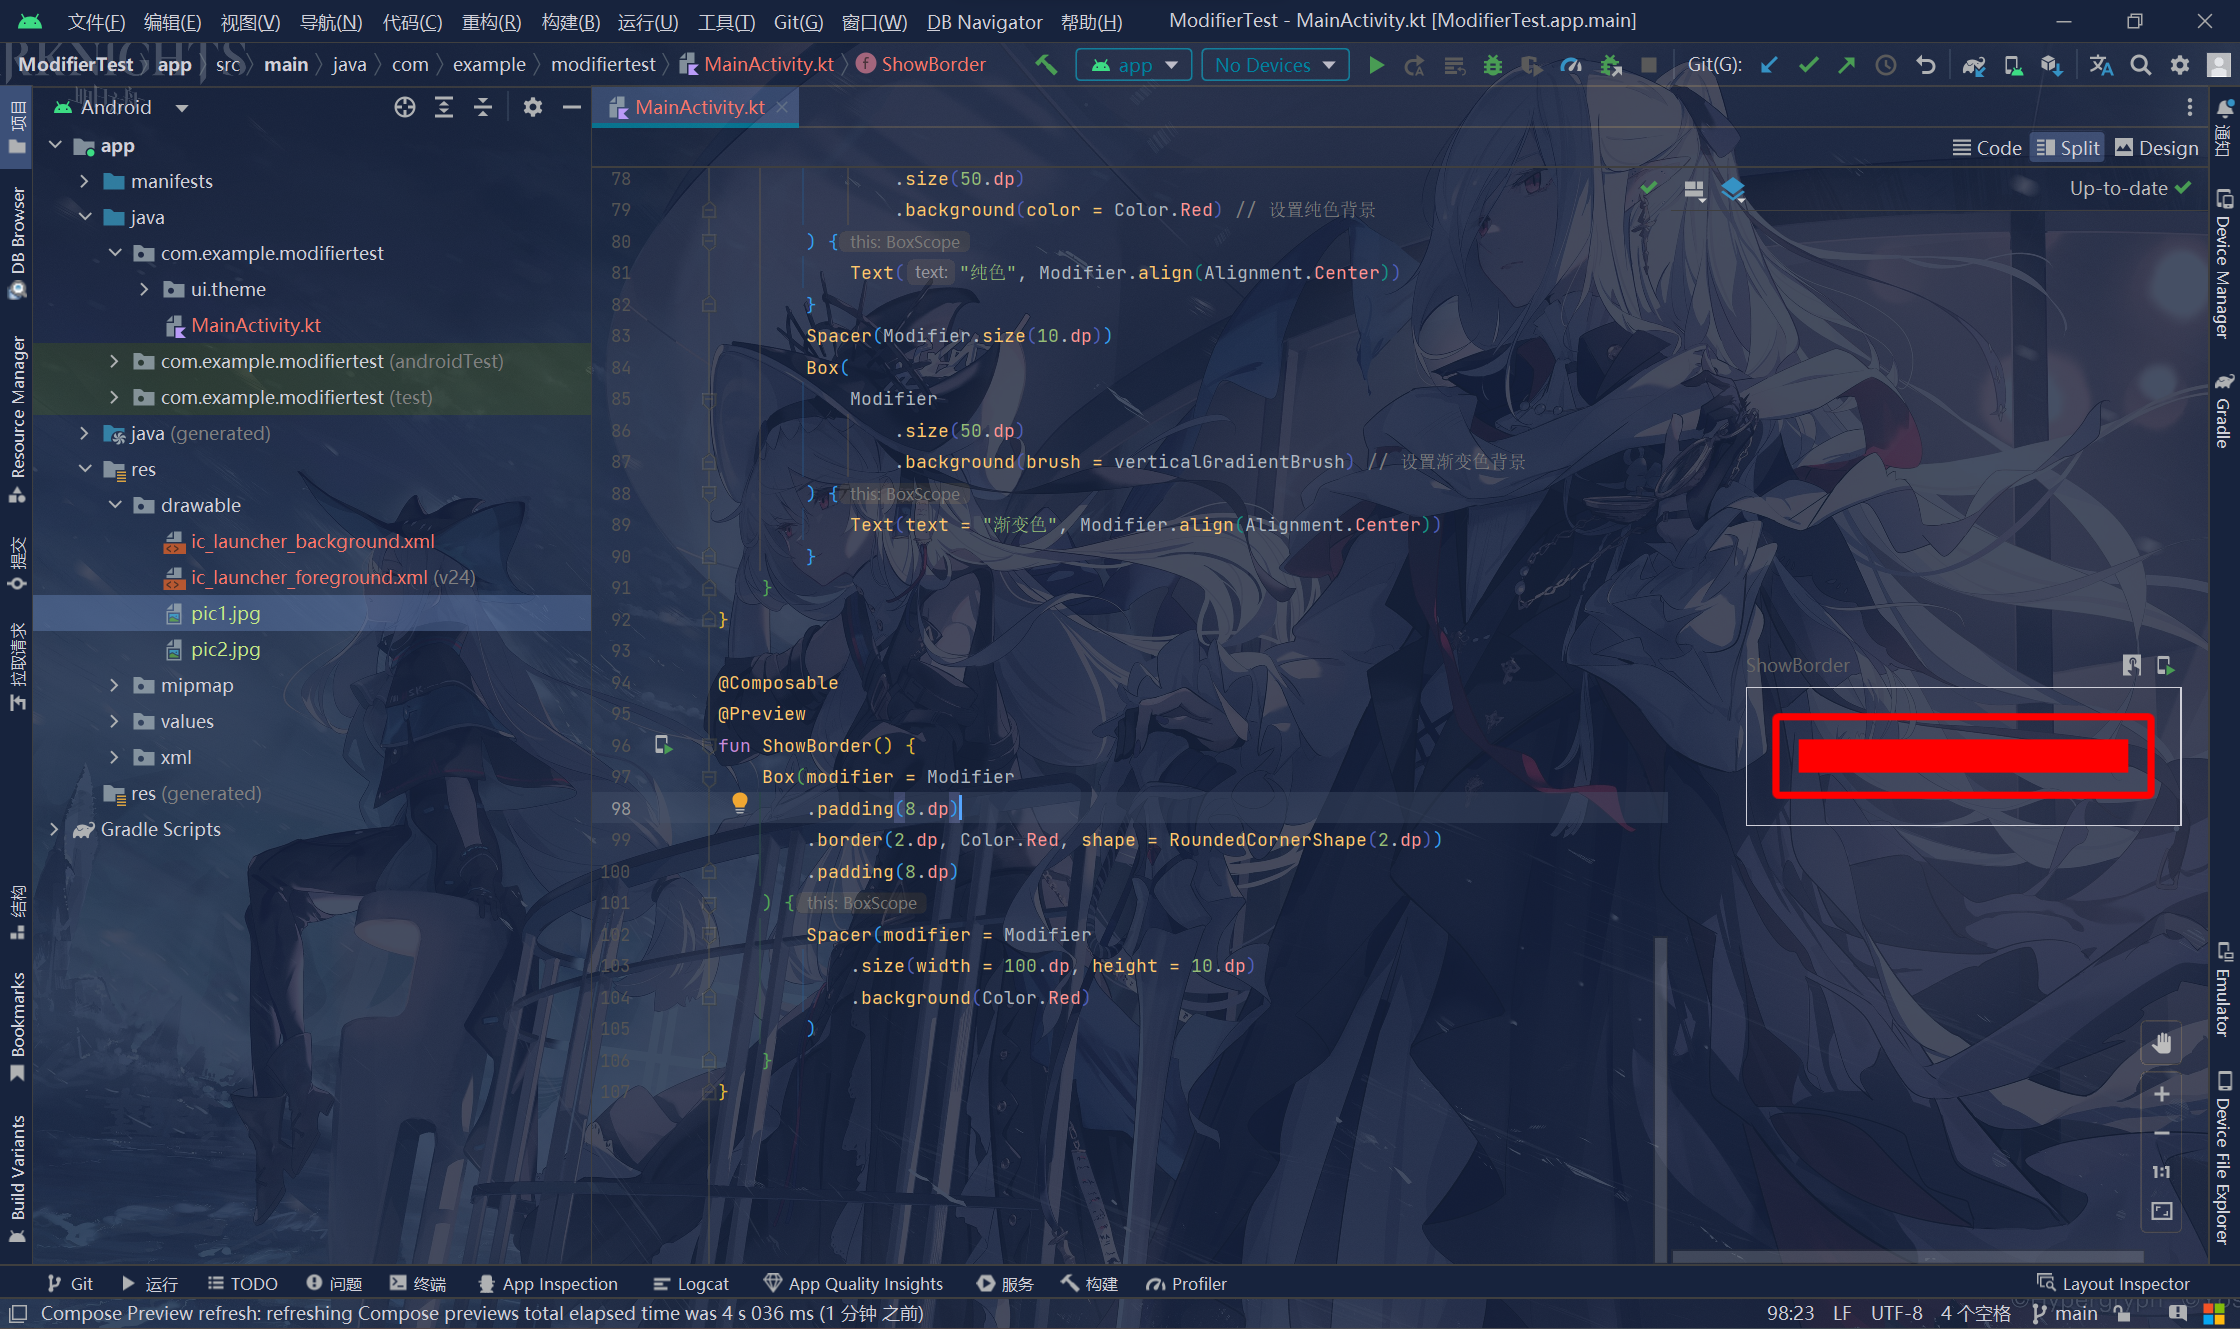 文件(F) 编辑(E) 视图(V) 导航(N) 代码(C) 重构(R) 构建(B) 运行(U) 工具(T) Git(G) 窗口(W) DB Navigator 帮助(H) ModifierTest - MainActivity.kt [ModifierTest.app.main]
RKNIGHTS
ModifierTest app src main java com example modifiertest MainActivity.kt ShowBorder app No Devices Git(G):
Android
MainActivity.kt
Code Split Design
Up-to-date
app
manifests
java
com.example.modifiertest
ui.theme
MainActivity.kt
com.example.modifiertest (androidTest)
com.example.modifiertest (test)
java (generated)
res
drawable
ic_launcher_background.xml
ic_launcher_foreground.xml (v24)
pic1.jpg
pic2.jpg
mipmap
values
xml
res (generated)
Gradle Scripts
项目
DB Browser
Resource Manager
提交
拉取请求
结构
Bookmarks
Build Variants
78 .size(50.dp)
79 .background(color = Color.Red) // 设置纯色背景
80 ) { this: BoxScope
81 Text( text: "纯色", Modifier.align(Alignment.Center))
82 }
83 Spacer(Modifier.size(10.dp))
84 Box(
85 Modifier
86 .size(50.dp)
87 .background(brush = verticalGradientBrush) // 设置渐变色背景
88 ) { this: BoxScope
89 Text(text = "渐变色", Modifier.align(Alignment.Center))
90 }
91 }
92 }
93
94 @Composable
95 @Preview
96 fun ShowBorder() {
97 Box(modifier = Modifier
98 .padding(8.dp)
99 .border(2.dp, Color.Red, shape = RoundedCornerShape(2.dp))
100 .padding(8.dp)
101 ) { this: BoxScope
102 Spacer(modifier = Modifier
103 .size(width = 100.dp, height = 10.dp)
104 .background(Color.Red)
105 )
106 }
107 }
ShowBorder
1:1
通知
Device Manager
Gradle
Emulator
Device File Explorer
Git 运行 TODO 问题 终端 App Inspection Logcat App Quality Insights 服务 构建 Profiler Layout Inspector
Compose Preview refresh: refreshing Compose previews total elapsed time was 4 s 036 ms (1 分钟 之前) 98:23 LF UTF-8 4 个空格 main